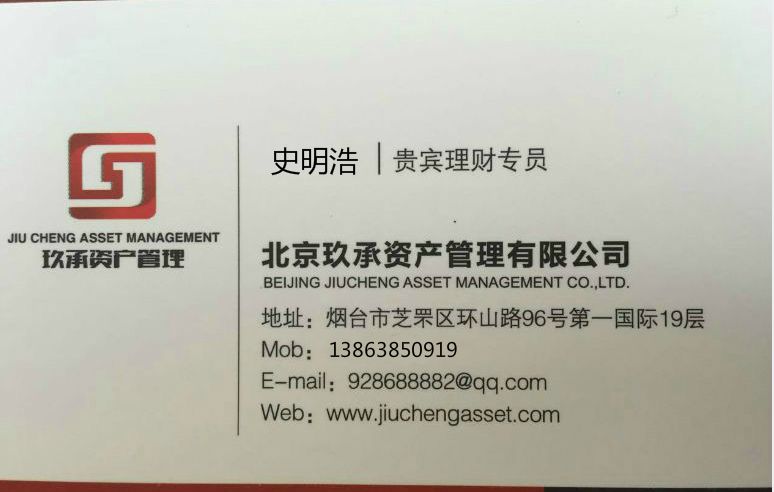 史明浩 | 贵宾理财专员
JIU CHENG ASSET MANAGEMENT
玖承资产管理
北京玖承资产管理有限公司
BEIJING JIUCHENG ASSET MANAGEMENT CO.,LTD.
地址：烟台市芝罘区环山路96号第一国际19层
Mob：13863850919
E-mail：928688882@qq.com
Web：www.jiuchengasset.com